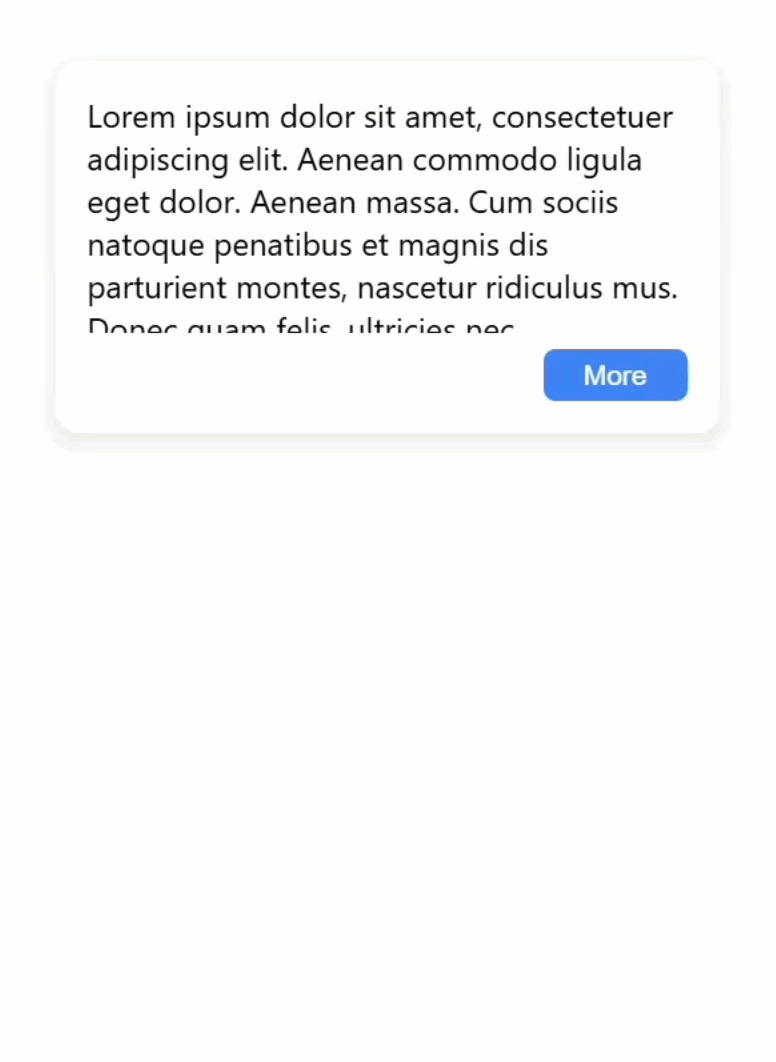 Lorem ipsum dolor sit amet, consectetuer
adipiscing elit. Aenean commodo ligula
eget dolor. Aenean massa. Cum sociis
natoque penatibus et magnis dis
parturient montes, nascetur ridiculus mus.
Donec quam felis, ultricies nec
More